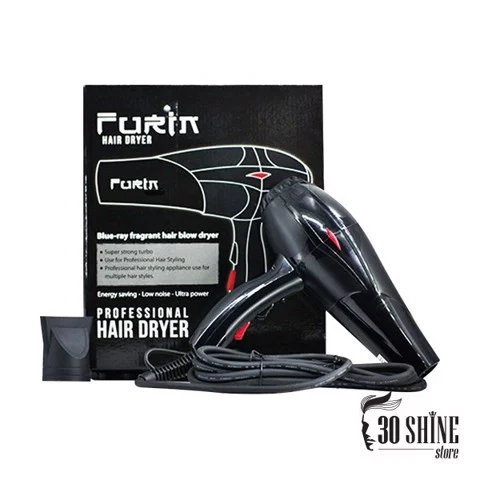 FURIN
HAIR DRYER
FURIN
Blue-ray fragrant hair blow dryer
• Super strong turbo
• Use for Professional Hair Styling
• Professional hair styling appliance use for
multiple hair styles.
Energy saving - Low noise - Ultra power
PROFESSIONAL
HAIR DRYER
30 SHINE
store